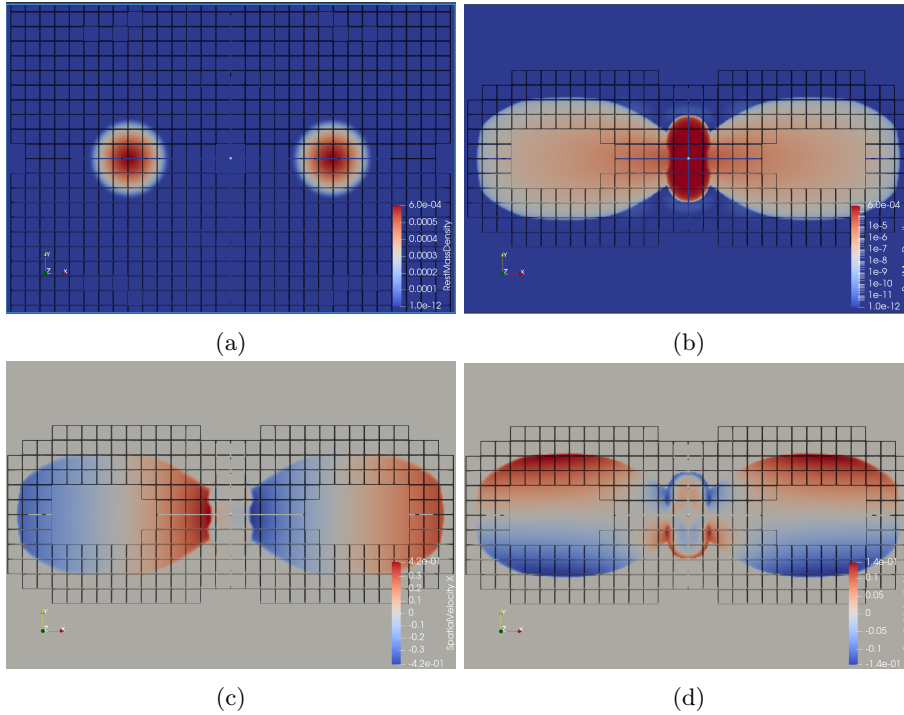 6.0e-04
0.0005
0.0004
0.0003
0.0002
0.0001
1.0e-12
RestMassDensity
Y
Z
X
(a)
6.0e-04
1e-5
1e-6
1e-7
1e-8
1e-9
1e-10
1e-11
1.0e-12
Y
Z
X
(b)
4.2e-01
0.3
0.2
0.1
0
-0.1
-0.2
-0.3
-4.2e-01
SpatialVelocity X
Y
Z
X
(c)
1.4e-01
0.1
0.05
0
-0.05
-0.1
-1.4e-01
Y
Z
X
(d)